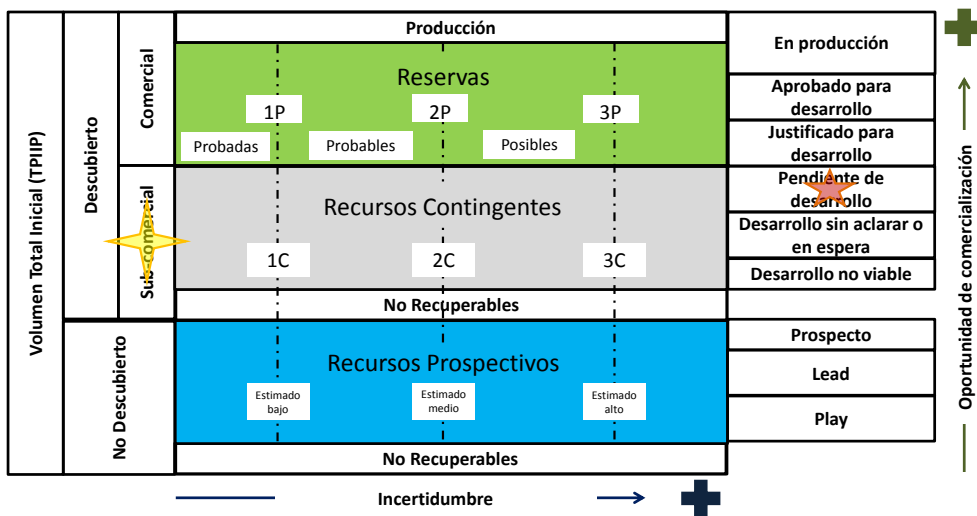 Volumen Total Inicial (TPIIP)
Descubierto
No Descubierto
Comercial
Sub-comercial
Producción
Reservas
1P
2P
3P
Probadas
Probables
Posibles
Recursos Contingentes
1C
2C
3C
No Recuperables
Recursos Prospectivos
Estimado
bajo
Estimado
medio
Estimado
alto
No Recuperables
En producción
Aprobado para
desarrollo
Justificado para
desarrollo
Pendiente de
desarrollo
Desarrollo sin aclarar o
en espera
Desarrollo no viable
Prospecto
Lead
Play
Oportunidad de comercialización
Incertidumbre